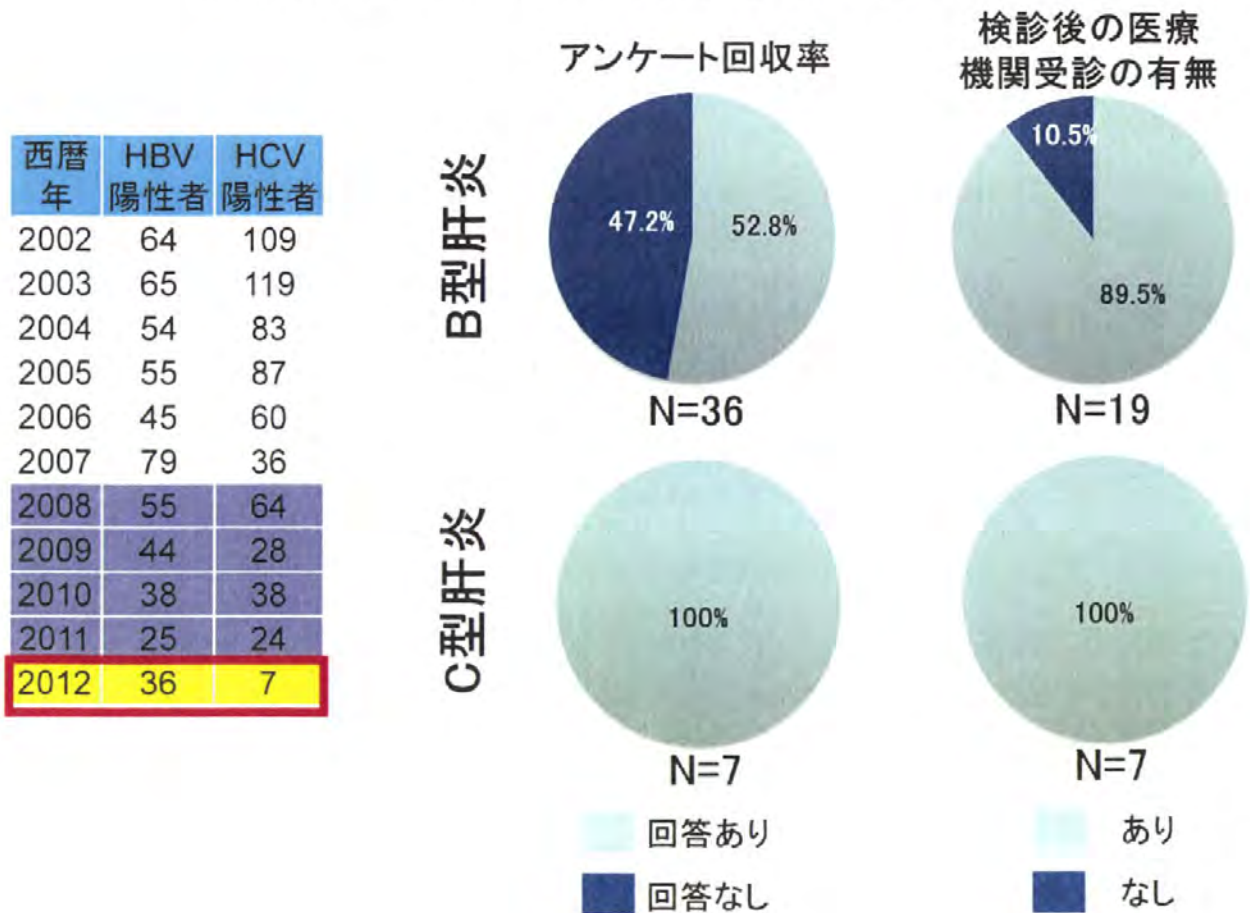 西暦年 HBV陽性者 HCV陽性者
2002 64 109
2003 65 119
2004 54 83
2005 55 87
2006 45 60
2007 79 36
2008 55 64
2009 44 28
2010 38 38
2011 25 24
2012 36 7
アンケート回収率
検診後の医療
機関受診の有無
B型肝炎
47.2% 52.8%
N=36
10.5%
89.5%
N=19
C型肝炎
100%
N=7
100%
N=7
回答あり
回答なし
あり
なし